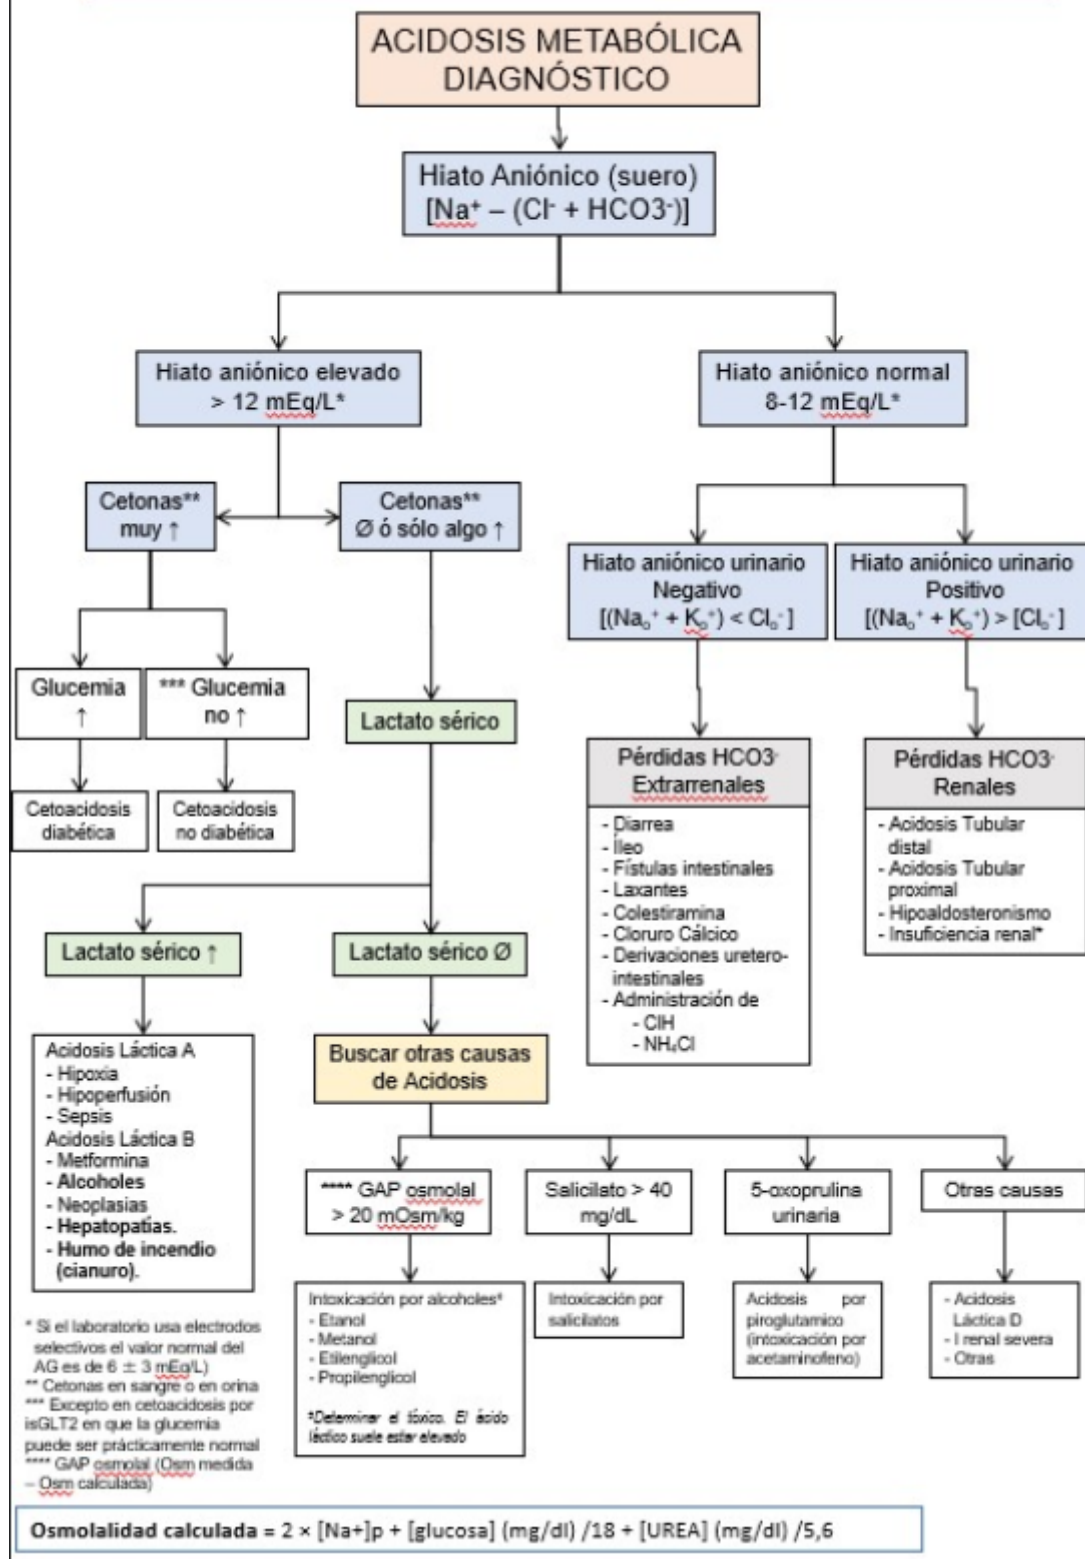 ACIDOSIS METABÓLICA
DIAGNÓSTICO
Hiato Aniónico (suero)
[Na⁺ – (Cl⁻ + HCO3⁻)]
Hiato aniónico elevado
> 12 mEq/L*
Hiato aniónico normal
8-12 mEq/L*
Cetonas**
muy ↑
Cetonas**
Ø ó sólo algo ↑
Hiato aniónico urinario
Negativo
[(Naₒ⁺ + Kₒ⁺) < Clₒ⁻]
Hiato aniónico urinario
Positivo
[(Naₒ⁺ + Kₒ⁺) > [Clₒ⁻]
Glucemia
↑
*** Glucemia
no ↑
Lactato sérico
Cetoacidosis
diabética
Cetoacidosis
no diabética
Pérdidas HCO3⁻
Extrarrenales
- Diarrea
- Íleo
- Fístulas intestinales
- Laxantes
- Colestiramina
- Cloruro Cálcico
- Derivaciones uretero-
intestinales
- Administración de
- ClH
- NH₄Cl
Pérdidas HCO3⁻
Renales
- Acidosis Tubular
distal
- Acidosis Tubular
proximal
- Hipoaldosteronismo
- Insuficiencia renal*
Lactato sérico ↑
Lactato sérico Ø
Acidosis Láctica A
- Hipoxia
- Hipoperfusión
- Sepsis
Acidosis Láctica B
- Metformina
- Alcoholes
- Neoplasias
- Hepatopatías.
- Humo de incendio
(cianuro).
Buscar otras causas
de Acidosis
**** GAP osmolal
> 20 mOsm/kg
Salicilato > 40
mg/dL
5-oxoprulina
urinaria
Otras causas
Intoxicación por alcoholes*
- Etanol
- Metanol
- Etilenglicol
- Propilenglicol
*Determinar el tóxico. El ácido
láctico suele estar elevado
Intoxicación por
salicilatos
Acidosis por
piroglutamico
(intoxicación por
acetaminofeno)
- Acidosis
Láctica D
- I renal severa
- Otras
* Si el laboratorio usa electrodos
selectivos el valor normal del
AG es de 6 ± 3 mEq/L)
** Cetonas en sangre o en orina
*** Excepto en cetoacidosis por
isGLT2 en que la glucemia
puede ser prácticamente normal
**** GAP osmolal (Osm medida
– Osm calculada)
Osmolalidad calculada = 2 × [Na+]p + [glucosa] (mg/dl) /18 + [UREA] (mg/dl) /5,6